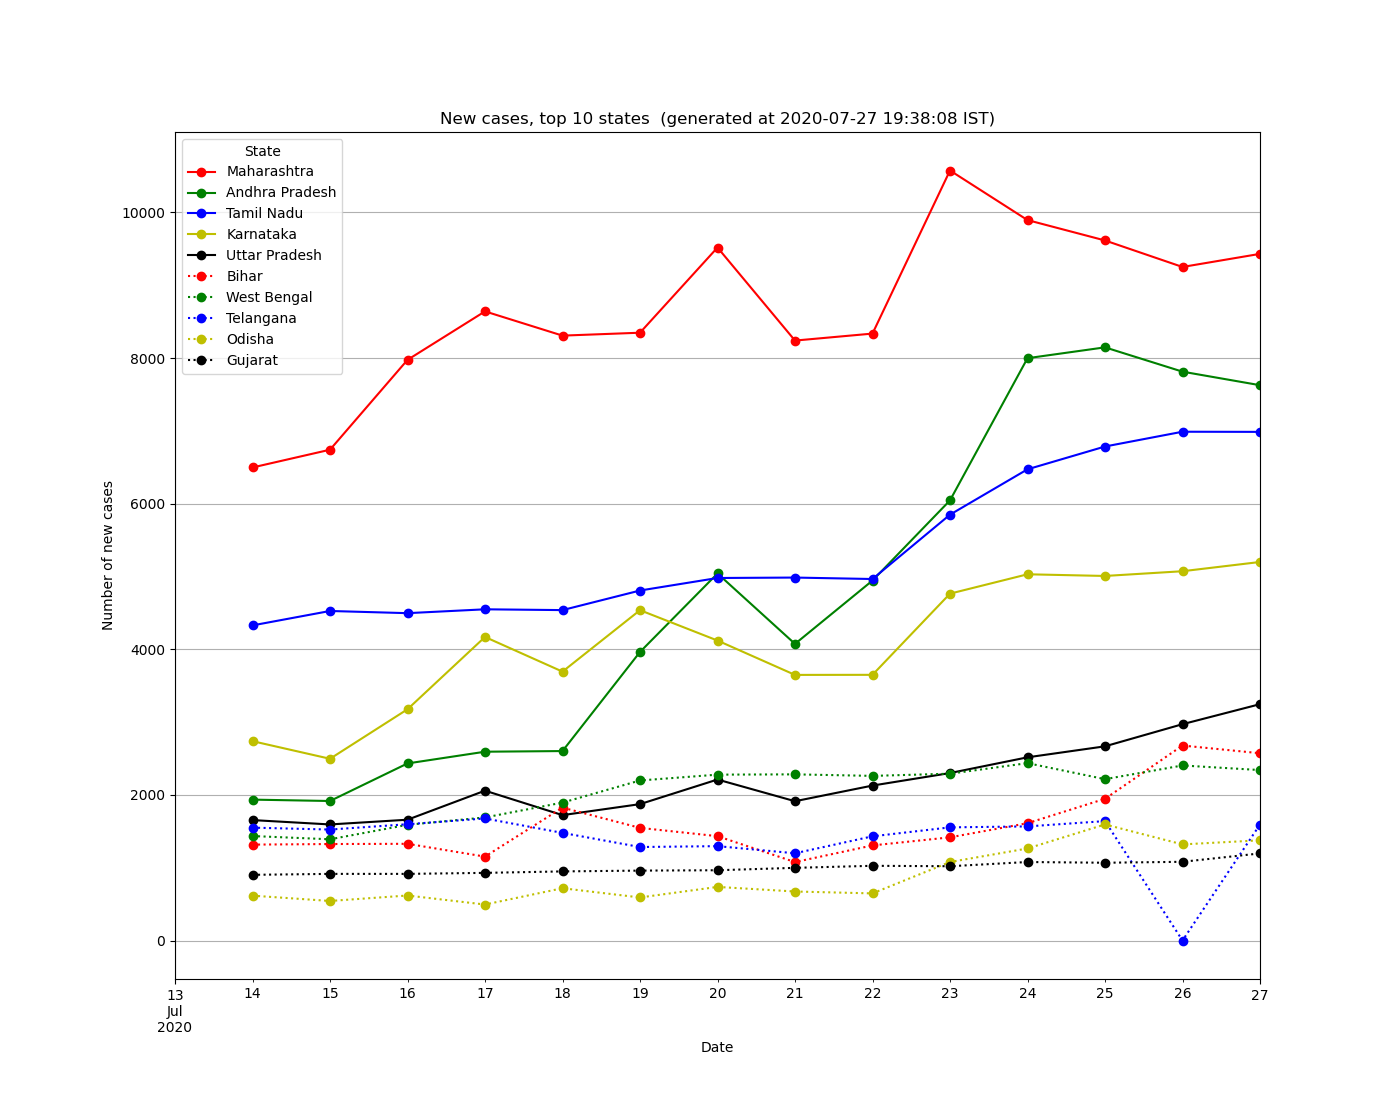 New cases, top 10 states  (generated at 2020-07-27 19:38:08 IST)
State
Maharashtra
Andhra Pradesh
Tamil Nadu
Karnataka
Uttar Pradesh
Bihar
West Bengal
Telangana
Odisha
Gujarat
Number of new cases
10000
8000
6000
4000
2000
0
13 14 15 16 17 18 19 20 21 22 23 24 25 26 27
Jul
2020
Date